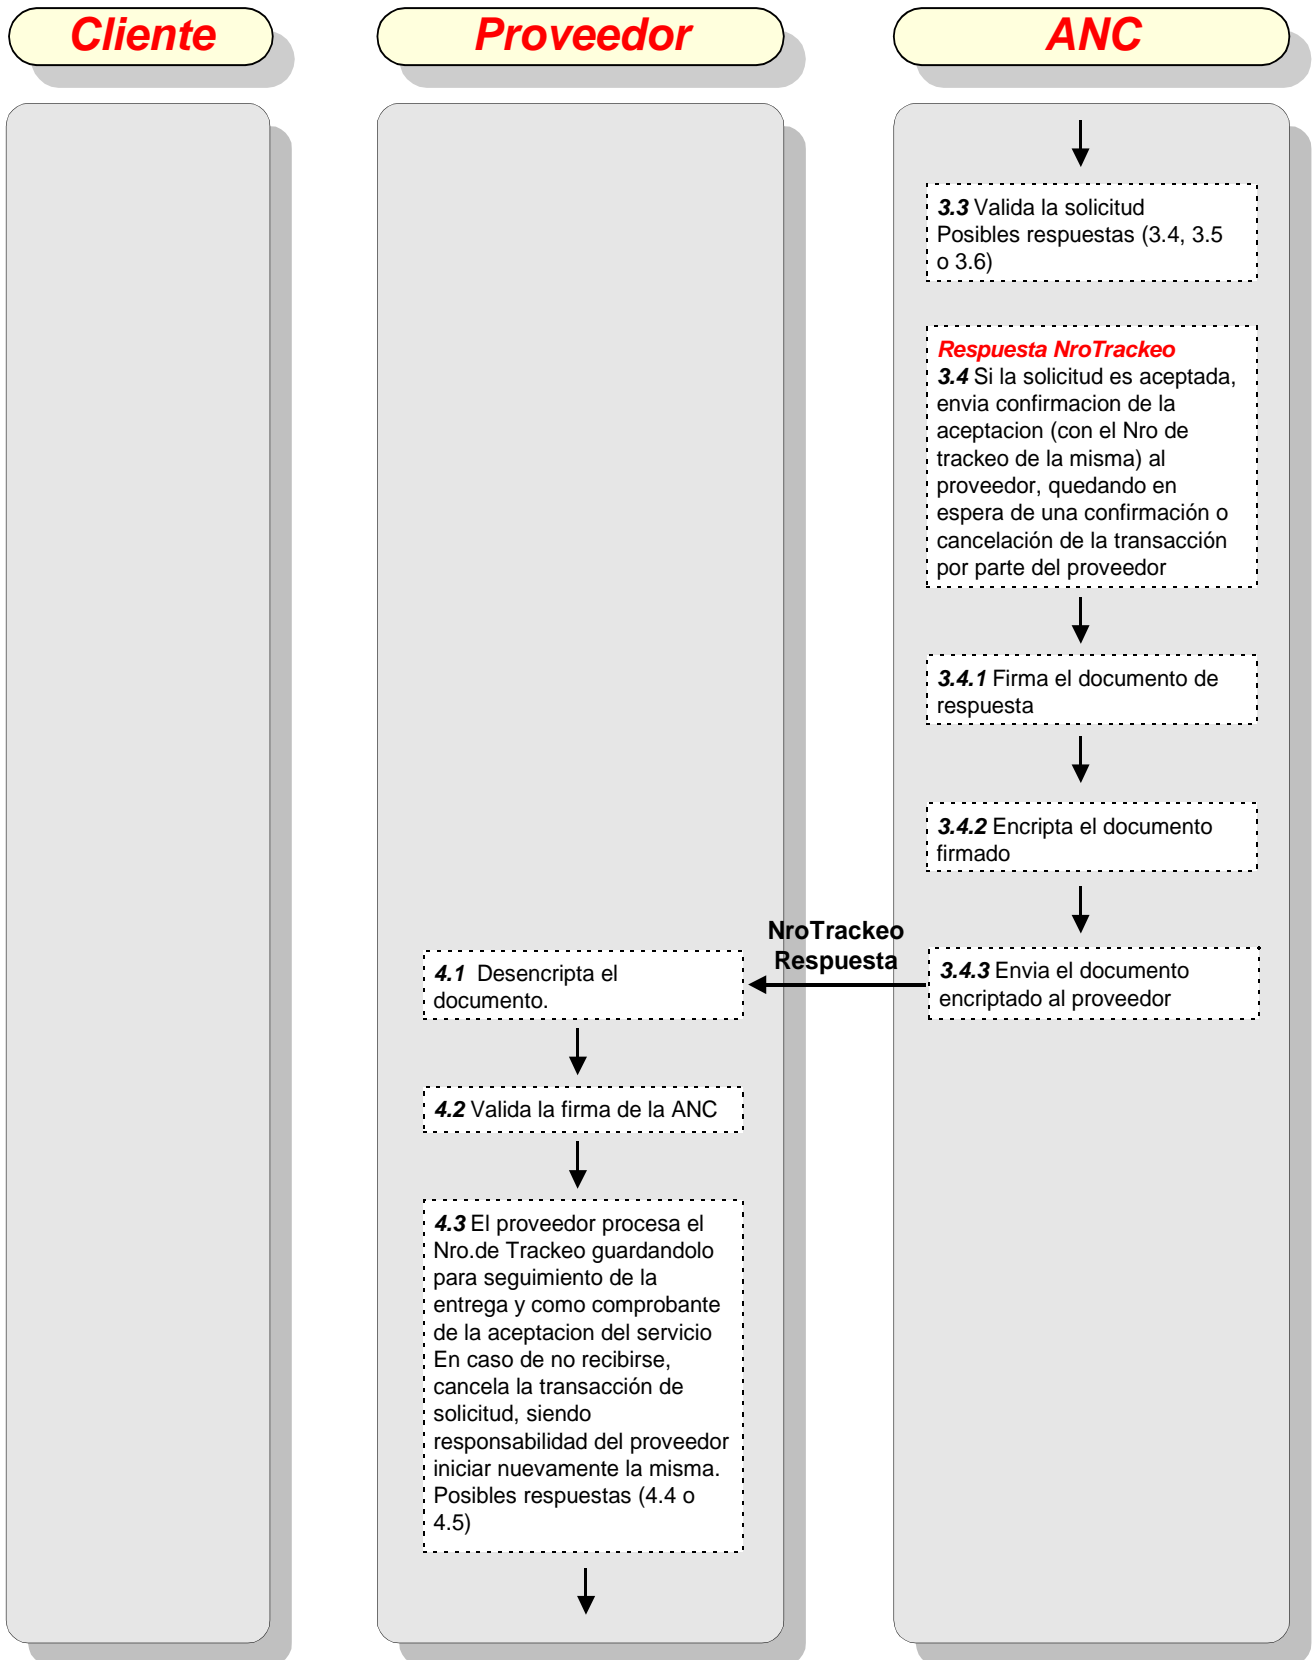 Cliente
Proveedor
ANC
3.3 Valida la solicitud
Posibles respuestas (3.4, 3.5
o 3.6)
Respuesta NroTrackeo
3.4 Si la solicitud es aceptada,
envia confirmacion de la
aceptacion (con el Nro de
trackeo de la misma) al
proveedor, quedando en
espera de una confirmación o
cancelación de la transacción
por parte del proveedor
3.4.1 Firma el documento de
respuesta
3.4.2 Encripta el documento
firmado
3.4.3 Envia el documento
encriptado al proveedor
NroTrackeo
Respuesta
4.1 Desencripta el
documento.
4.2 Valida la firma de la ANC
4.3 El proveedor procesa el
Nro.de Trackeo guardandolo
para seguimiento de la
entrega y como comprobante
de la aceptacion del servicio
En caso de no recibirse,
cancela la transacción de
solicitud, siendo
responsabilidad del proveedor
iniciar nuevamente la misma.
Posibles respuestas (4.4 o
4.5)